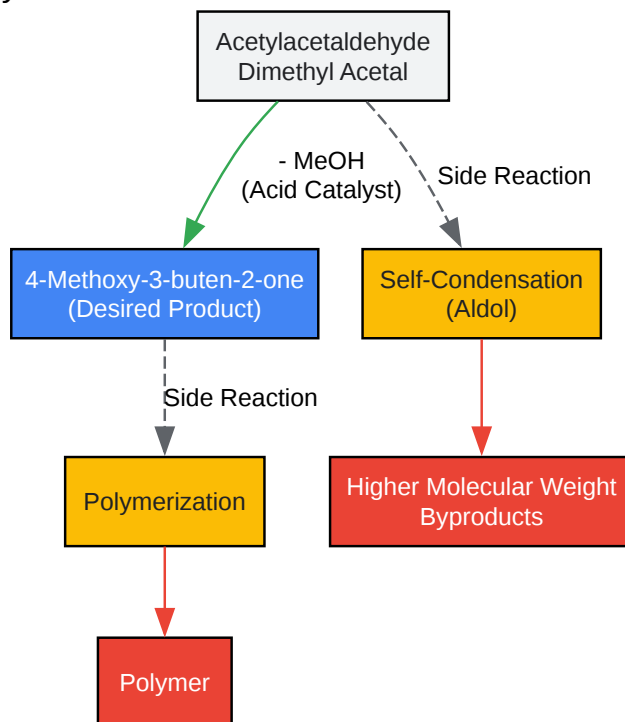 Acetylacetaldehyde
Dimethyl Acetal
- MeOH
(Acid Catalyst)
Side Reaction
4-Methoxy-3-buten-2-one
(Desired Product)
Self-Condensation
(Aldol)
Side Reaction
Polymerization
Higher Molecular Weight
Byproducts
Polymer